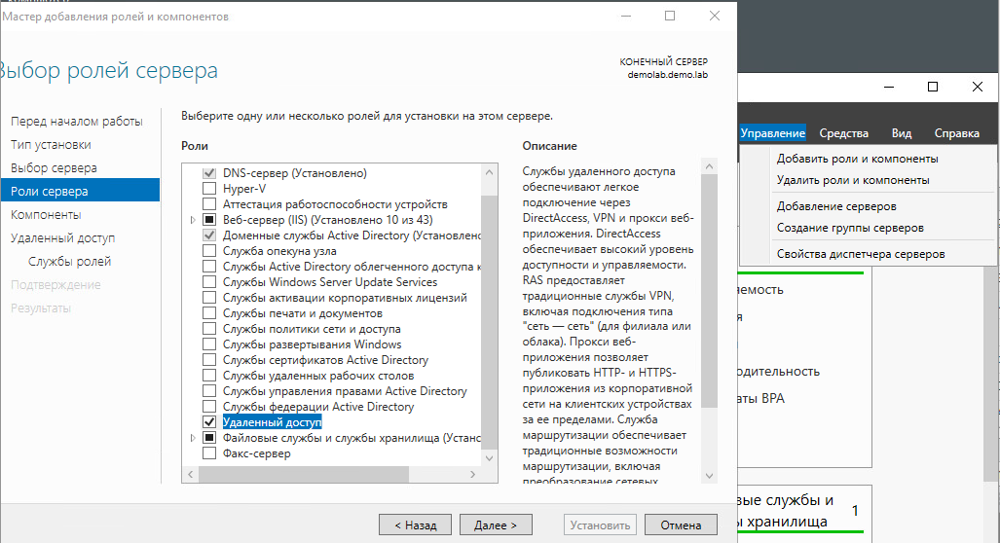 Мастер добавления ролей и компонентов
Выбор ролей сервера
КОНЕЧНЫЙ СЕРВЕР
demolab.demo.lab
Перед началом работы
Тип установки
Выбор сервера
Роли сервера
Компоненты
Удаленный доступ
Службы ролей
Подтверждение
Результаты
Выберите одну или несколько ролей для установки на этом сервере.
Роли
DNS-сервер (Установлено)
Hyper-V
Аттестация работоспособности устройств
Веб-сервер (IIS) (Установлено 10 из 43)
Доменные службы Active Directory (Установлено
Служба опекуна узла
Службы Active Directory облегченного доступа к
Службы Windows Server Update Services
Службы активации корпоративных лицензий
Службы печати и документов
Службы политики сети и доступа
Службы развертывания Windows
Службы сертификатов Active Directory
Службы удаленных рабочих столов
Службы управления правами Active Directory
Службы федерации Active Directory
Удаленный доступ
Файловые службы и службы хранилища (Устано
Факс-сервер
Описание
Службы удаленного доступа
обеспечивают легкое
подключение через
DirectAccess, VPN и прокси веб-
приложения. DirectAccess
обеспечивает высокий уровень
доступности и управляемости.
RAS предоставляет
традиционные службы VPN,
включая подключения типа
"сеть — сеть" (для филиала или
облака). Прокси веб-
приложения позволяет
публиковать HTTP- и HTTPS-
приложения из корпоративной
сети на клиентских устройствах
за ее пределами. Служба
маршрутизации обеспечивает
традиционные возможности
маршрутизации, включая
преобразование сетевых
< Назад
Далее >
Установить
Отмена
Управление
Средства
Вид
Справка
Добавить роли и компоненты
Удалить роли и компоненты
Добавление серверов
Создание группы серверов
Свойства диспетчера серверов
яемость
я
одительность
аты BPA
вые службы и
ы хранилища
1